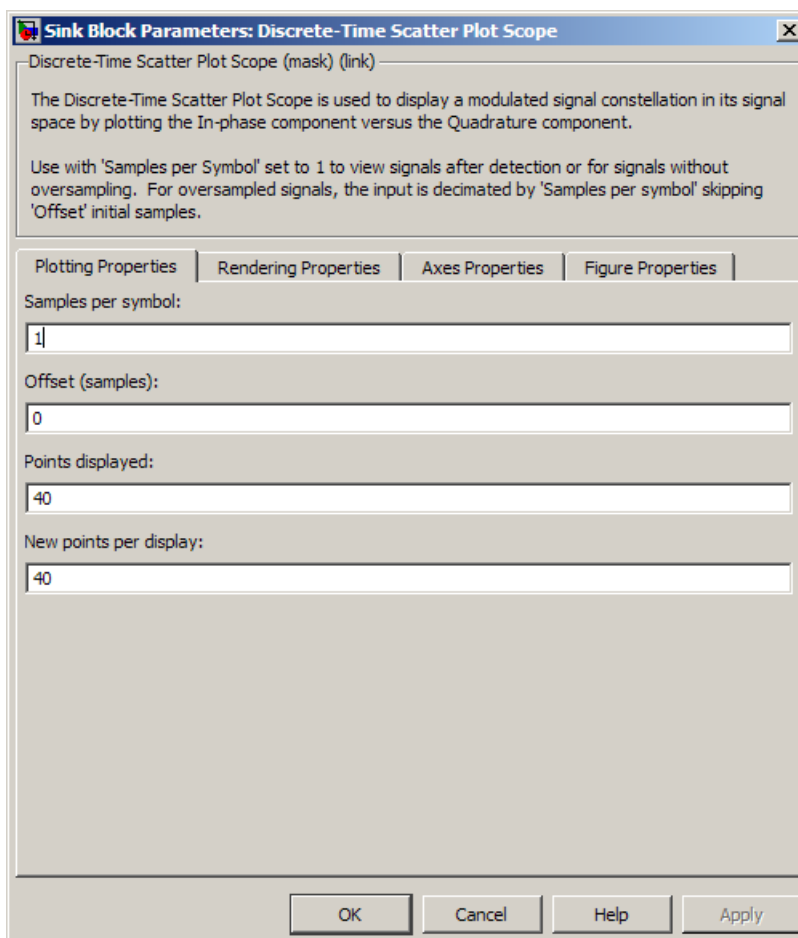 Sink Block Parameters: Discrete-Time Scatter Plot Scope
Discrete-Time Scatter Plot Scope (mask) (link)
The Discrete-Time Scatter Plot Scope is used to display a modulated signal constellation in its signal
space by plotting the In-phase component versus the Quadrature component.
Use with 'Samples per Symbol' set to 1 to view signals after detection or for signals without
oversampling.  For oversampled signals, the input is decimated by 'Samples per symbol' skipping
'Offset' initial samples.
Plotting Properties Rendering Properties Axes Properties Figure Properties
Samples per symbol:
1
Offset (samples):
0
Points displayed:
40
New points per display:
40
OK Cancel Help Apply